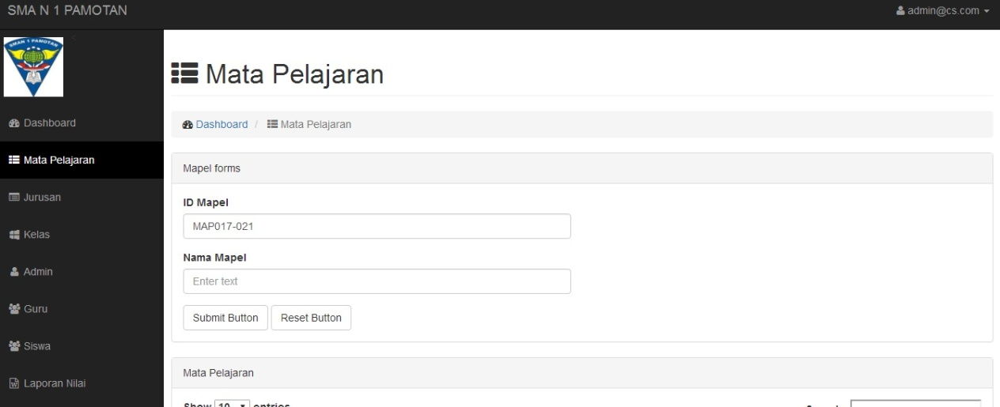 SMA N 1 PAMOTAN
admin@cs.com
SMAN 1 PAMOTAN
<
Mata Pelajaran
Dashboard
Dashboard / Mata Pelajaran
Mata Pelajaran
Mapel forms
Jurusan
ID Mapel
MAP017-021
Kelas
Nama Mapel
Admin
Enter text
Guru
Submit Button Reset Button
Siswa
Mata Pelajaran
Laporan Nilai
Show 10 entries